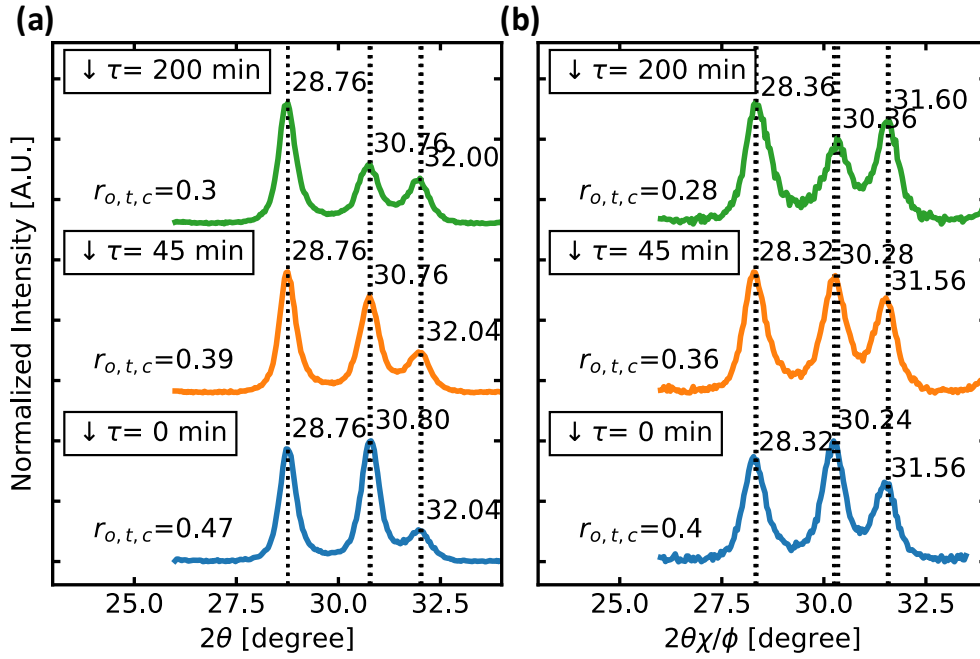 (a)
↓ τ= 200 min
28.76
30.76
32.00
r_{o,t,c}=0.3
↓ τ= 45 min
28.76
30.76
32.04
r_{o,t,c}=0.39
↓ τ= 0 min
28.76
30.80
32.04
r_{o,t,c}=0.47
Normalized Intensity [A.U.]
25.0 27.5 30.0 32.5
2θ [degree]
(b)
↓ τ= 200 min
28.36
30.36
31.60
r_{o,t,c}=0.28
↓ τ= 45 min
28.32
30.28
31.56
r_{o,t,c}=0.36
↓ τ= 0 min
28.32
30.24
31.56
r_{o,t,c}=0.4
25.0 27.5 30.0 32.5
2θχ/ϕ [degree]